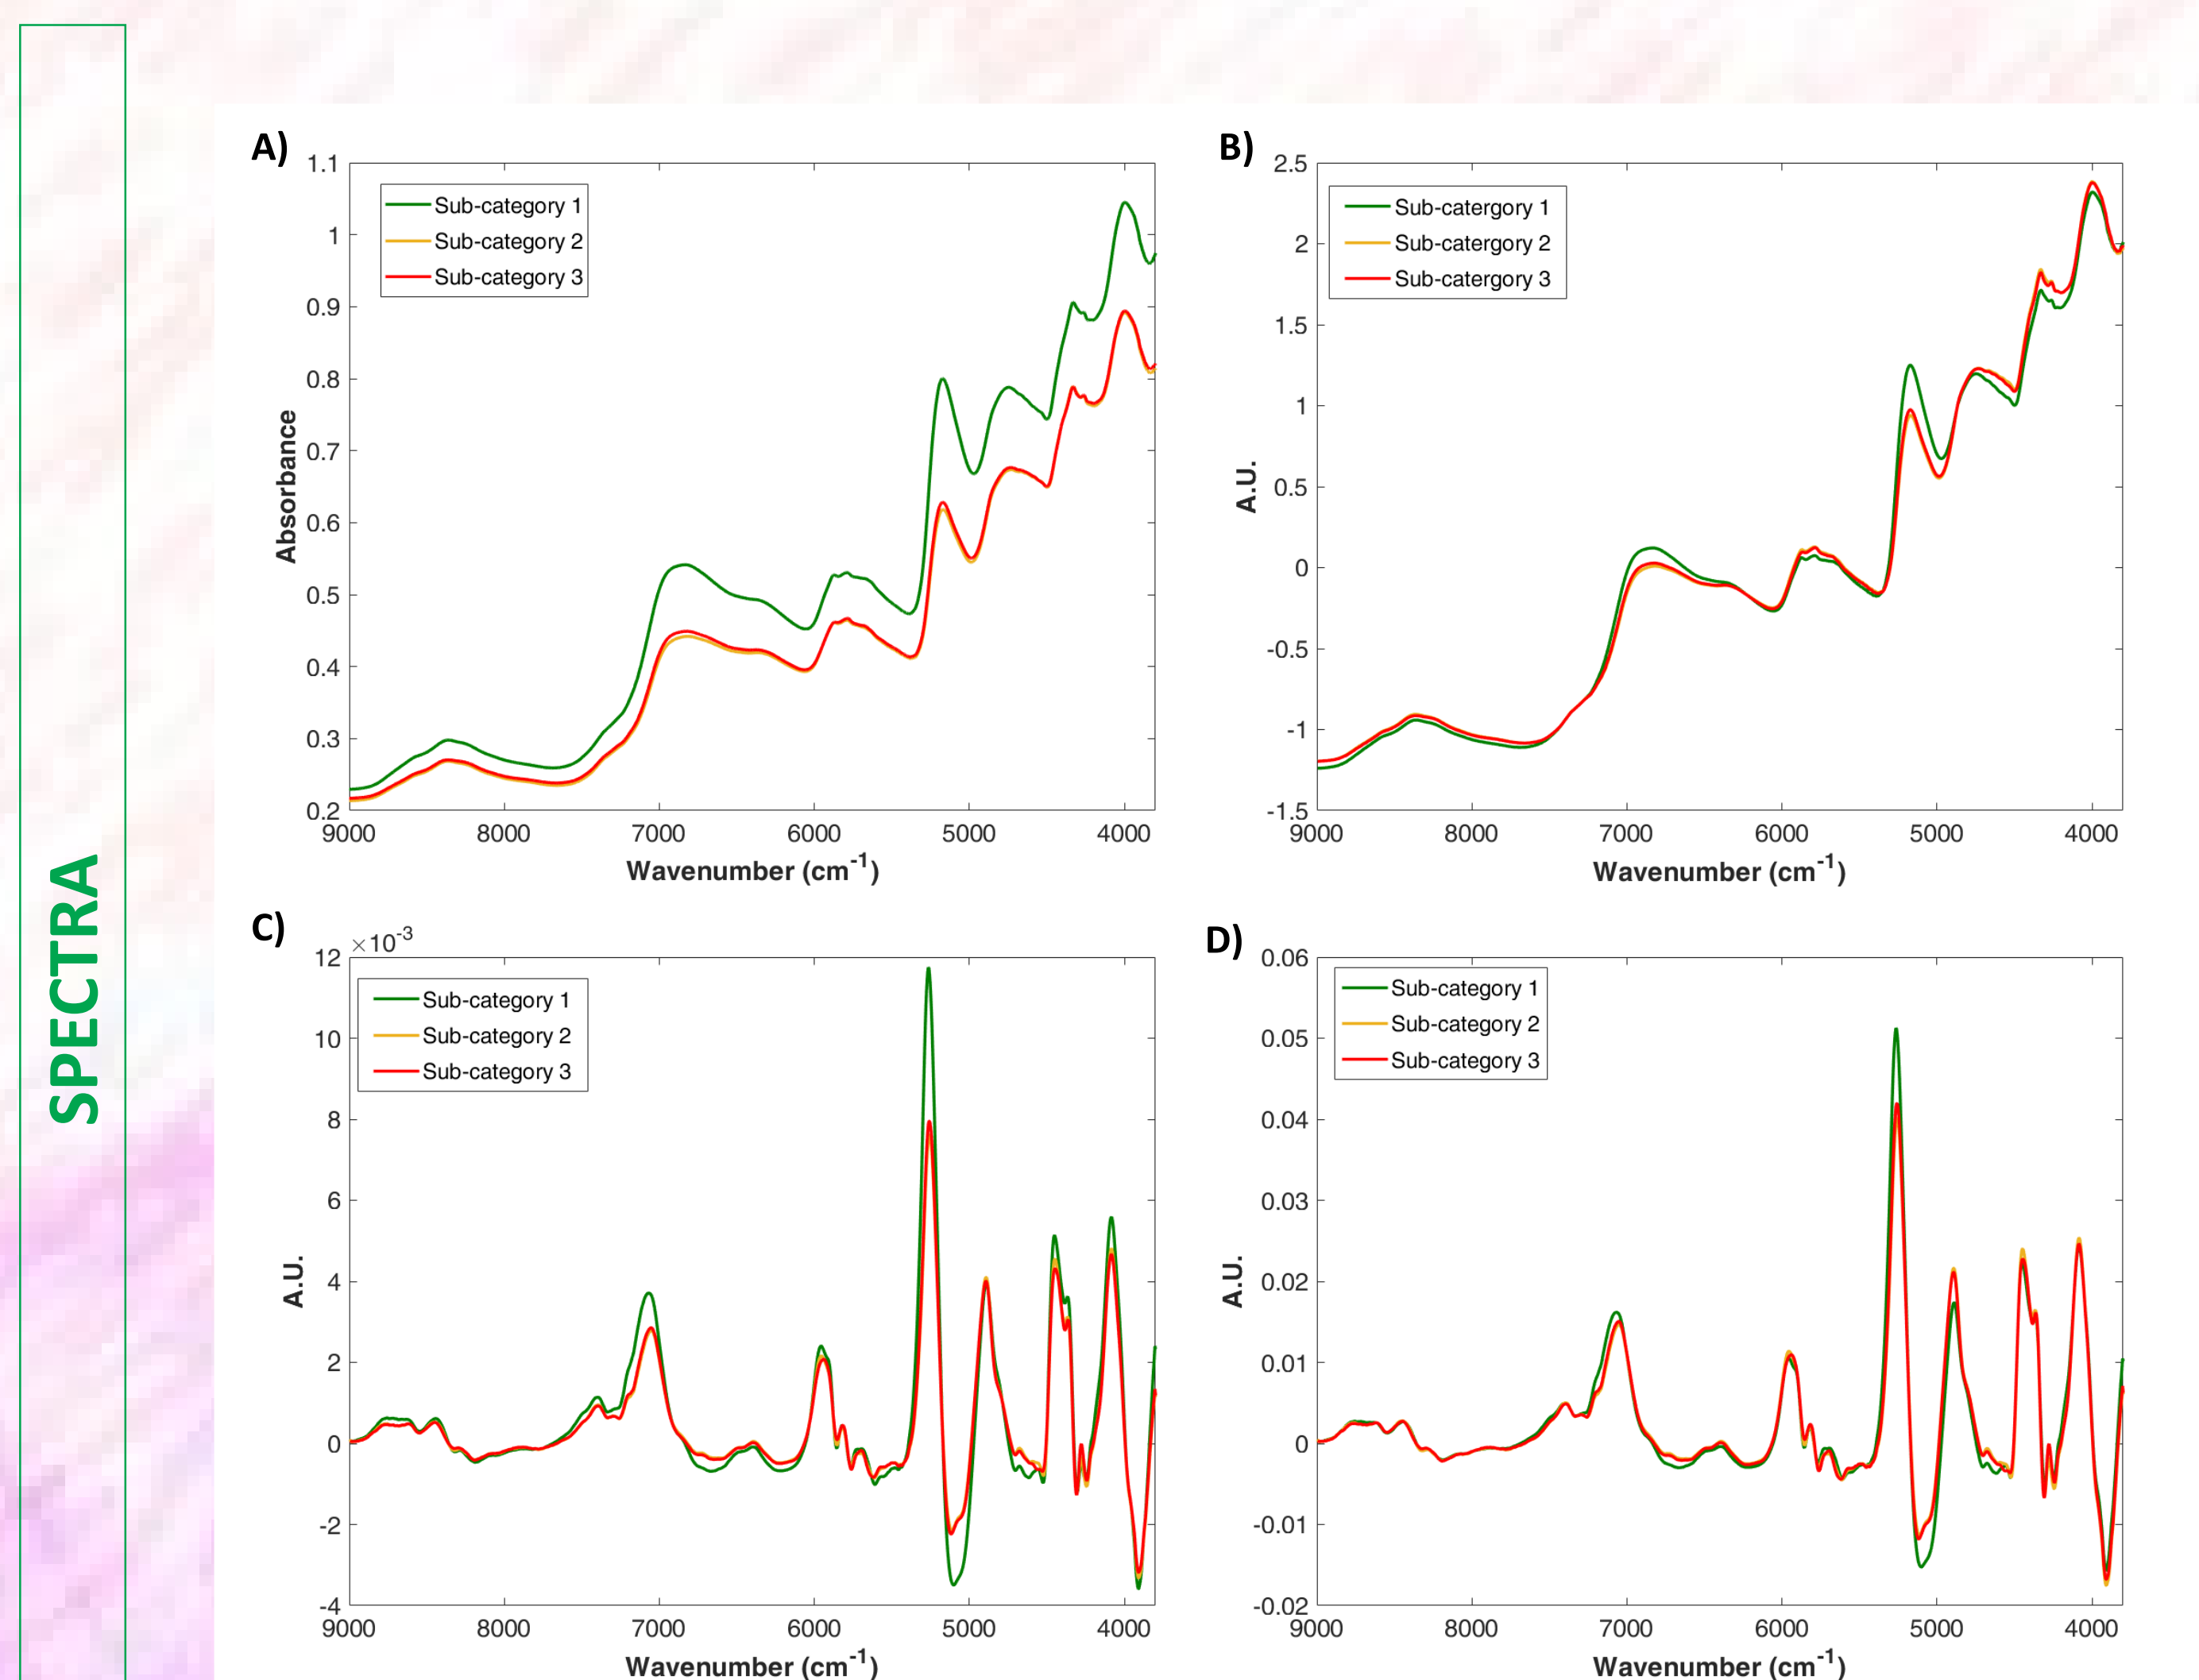 SPECTRA
A)
1.1
1
0.9
0.8
0.7
0.6
0.5
0.4
0.3
0.2
Absorbance
Sub-category 1
Sub-category 2
Sub-category 3
9000 8000 7000 6000 5000 4000
Wavenumber (cm-1)
B)
2.5
2
1.5
1
0.5
0
-0.5
-1
-1.5
A.U.
Sub-catergory 1
Sub-catergory 2
Sub-catergory 3
9000 8000 7000 6000 5000 4000
Wavenumber (cm-1)
C)
×10-3
12
10
8
6
4
2
0
-2
-4
A.U.
Sub-category 1
Sub-category 2
Sub-category 3
9000 8000 7000 6000 5000 4000
Wavenumber (cm-1)
D)
0.06
0.05
0.04
0.03
0.02
0.01
0
-0.01
-0.02
A.U.
Sub-category 1
Sub-category 2
Sub-category 3
9000 8000 7000 6000 5000 4000
Wavenumber (cm-1)